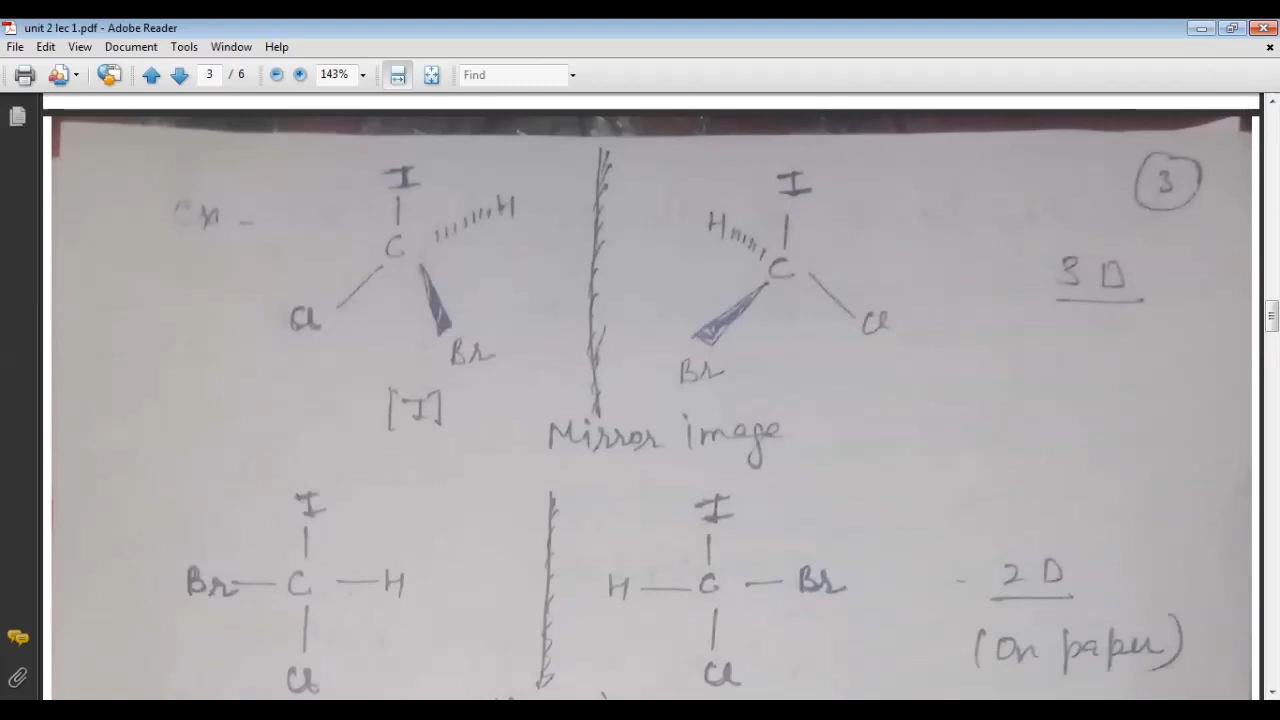 unit 2 lec 1.pdf - Adobe Reader
File Edit View Document Tools Window Help
3 / 6 143% Find
3
I I
H H
C C
3 D
Cl Cl
Br Br
[I]
Mirror image
I I
Br C H H C Br
2 D
(On paper)
Cl Cl